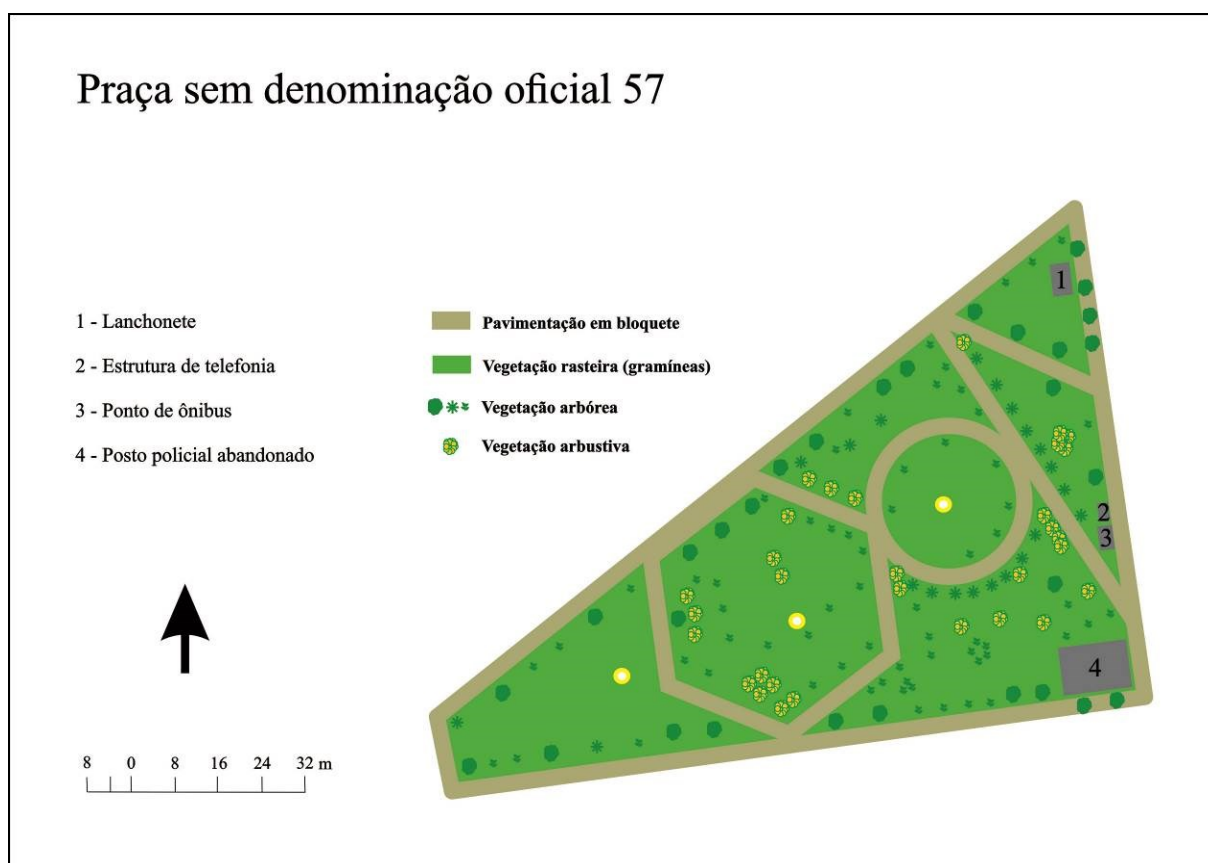 Praça sem denominação oficial 57
1 - Lanchonete
2 - Estrutura de telefonia
3 - Ponto de ônibus
4 - Posto policial abandonado
Pavimentação em bloquete
Vegetação rasteira (gramíneas)
Vegetação arbórea
Vegetação arbustiva
1
2
3
4
8 0 8 16 24 32 m